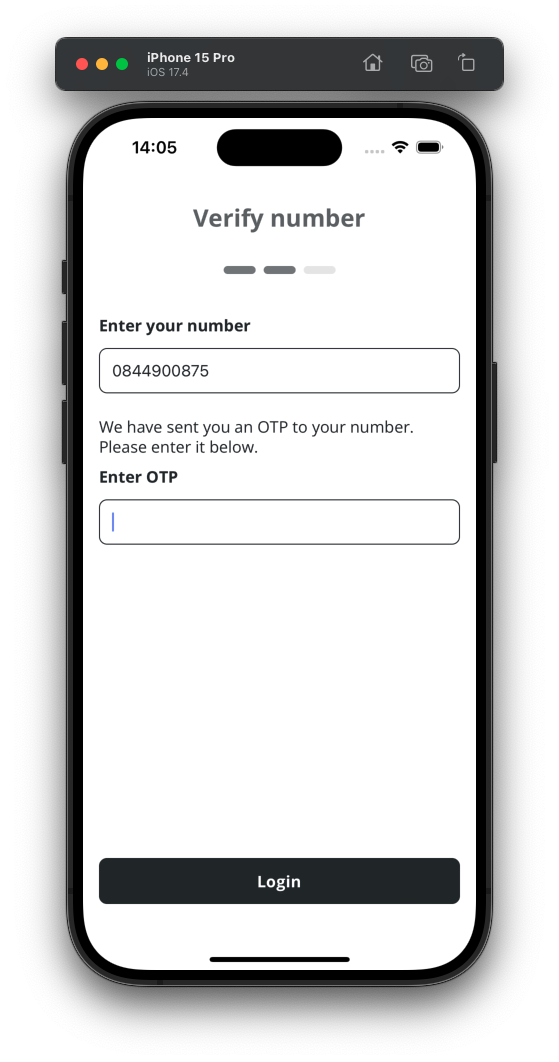 iPhone 15 Pro
iOS 17.4
14:05
Verify number
Enter your number
0844900875
We have sent you an OTP to your number.
Please enter it below.
Enter OTP
Login